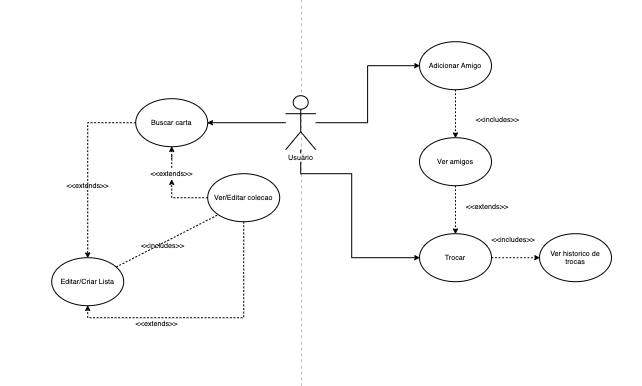 Adicionar Amigo
Buscar carta
<<includes>>
Usuário
Ver amigos
<<extends>>
<<extends>>
Ver/Editar colecao
<<extends>>
<<includes>>
<<includes>>
Editar/Criar Lista
Trocar
Ver historico de
trocas
<<extends>>